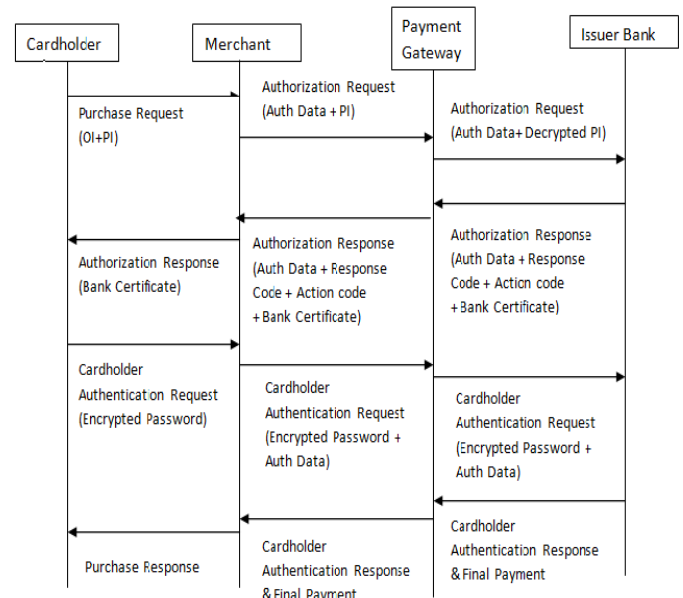 Cardholder
Merchant
Payment
Gateway
Issuer Bank
Purchase Request
(OI+PI)
Authorization Request
(Auth Data + PI)
Authorization Request
(Auth Data+ Decrypted PI)
Authorization Response
(Bank Certificate)
Authorization Response
(Auth Data + Response
Code + Action code
+ Bank Certificate)
Authorization Response
(Auth Data + Response
Code + Action code
+ Bank Certificate)
Cardholder
Authentication Request
(Encrypted Password)
Cardholder
Authentication Request
(Encrypted Password +
Auth Data)
Cardholder
Authentication Request
(Encrypted Password +
Auth Data)
Purchase Response
Cardholder
Authentication Response
& Final Payment
Cardholder
Authentication Response
& Final Payment